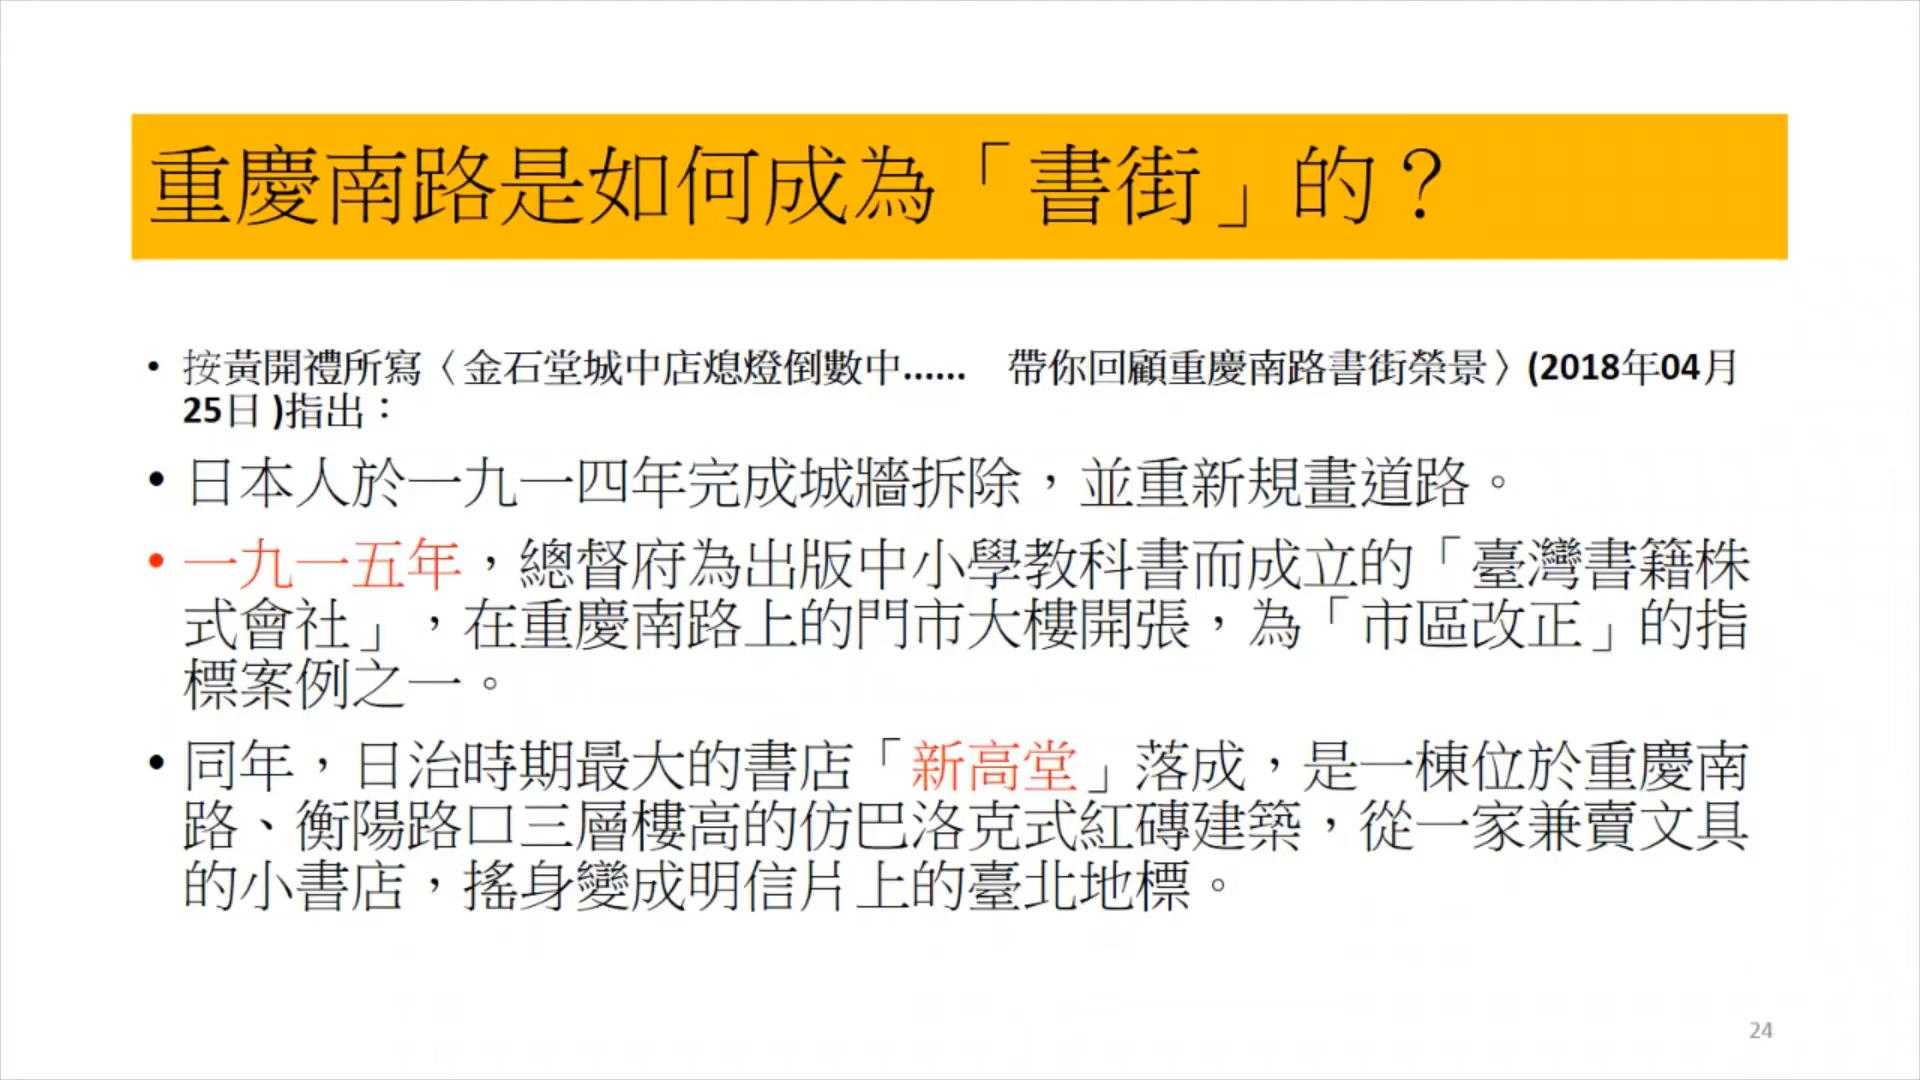 重慶南路是如何成為「書街」的？
• 按黃開禮所寫〈金石堂城中店熄燈倒數中......　帶你回顧重慶南路書街榮景〉(2018年04月
25日 )指出：
• 日本人於一九一四年完成城牆拆除，並重新規畫道路。
• 一九一五年，總督府為出版中小學教科書而成立的「臺灣書籍株
式會社」，在重慶南路上的門市大樓開張，為「市區改正」的指
標案例之一。
• 同年，日治時期最大的書店「新高堂」落成，是一棟位於重慶南
路、衡陽路口三層樓高的仿巴洛克式紅磚建築，從一家兼賣文具
的小書店，搖身變成明信片上的臺北地標。
24